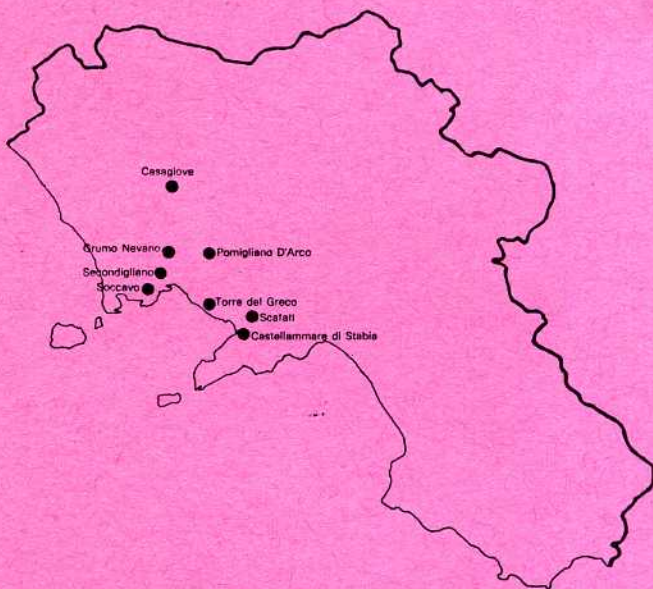 Casagiove
Grumo Nevano
Pomigliano D'Arco
Secondigliano
Soccavo
Torre del Greco
Scafati
Castellammare di Stabia